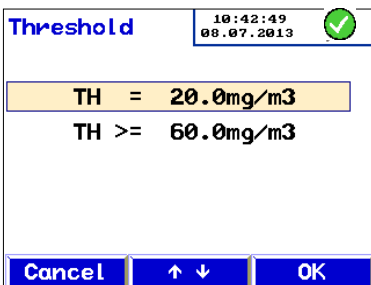 Threshold
10:42:49
08.07.2013
TH = 20.0mg/m3
TH >= 60.0mg/m3
Cancel ↑ ↓ OK